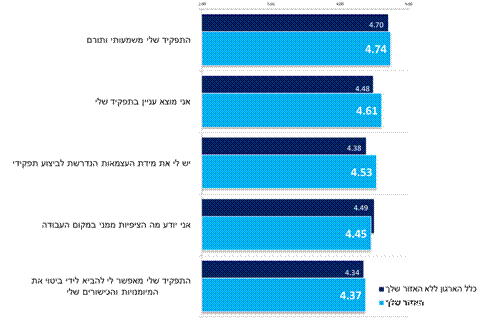 התפקיד שלי משמעותי ותורם
4.70
4.74
אני מוצא עניין בתפקיד שלי
4.48
4.61
יש לי את מידת העצמאות הנדרשת לביצוע תפקידי
4.38
4.53
אני יודע מה הציפיות ממני במקום העבודה
4.49
4.45
התפקיד שלי מאפשר לי להביא לידי ביטוי את
המיומנויות והכישורים שלי
4.34
4.37
כלל הארגון ללא האזור שלך
האזור שלך